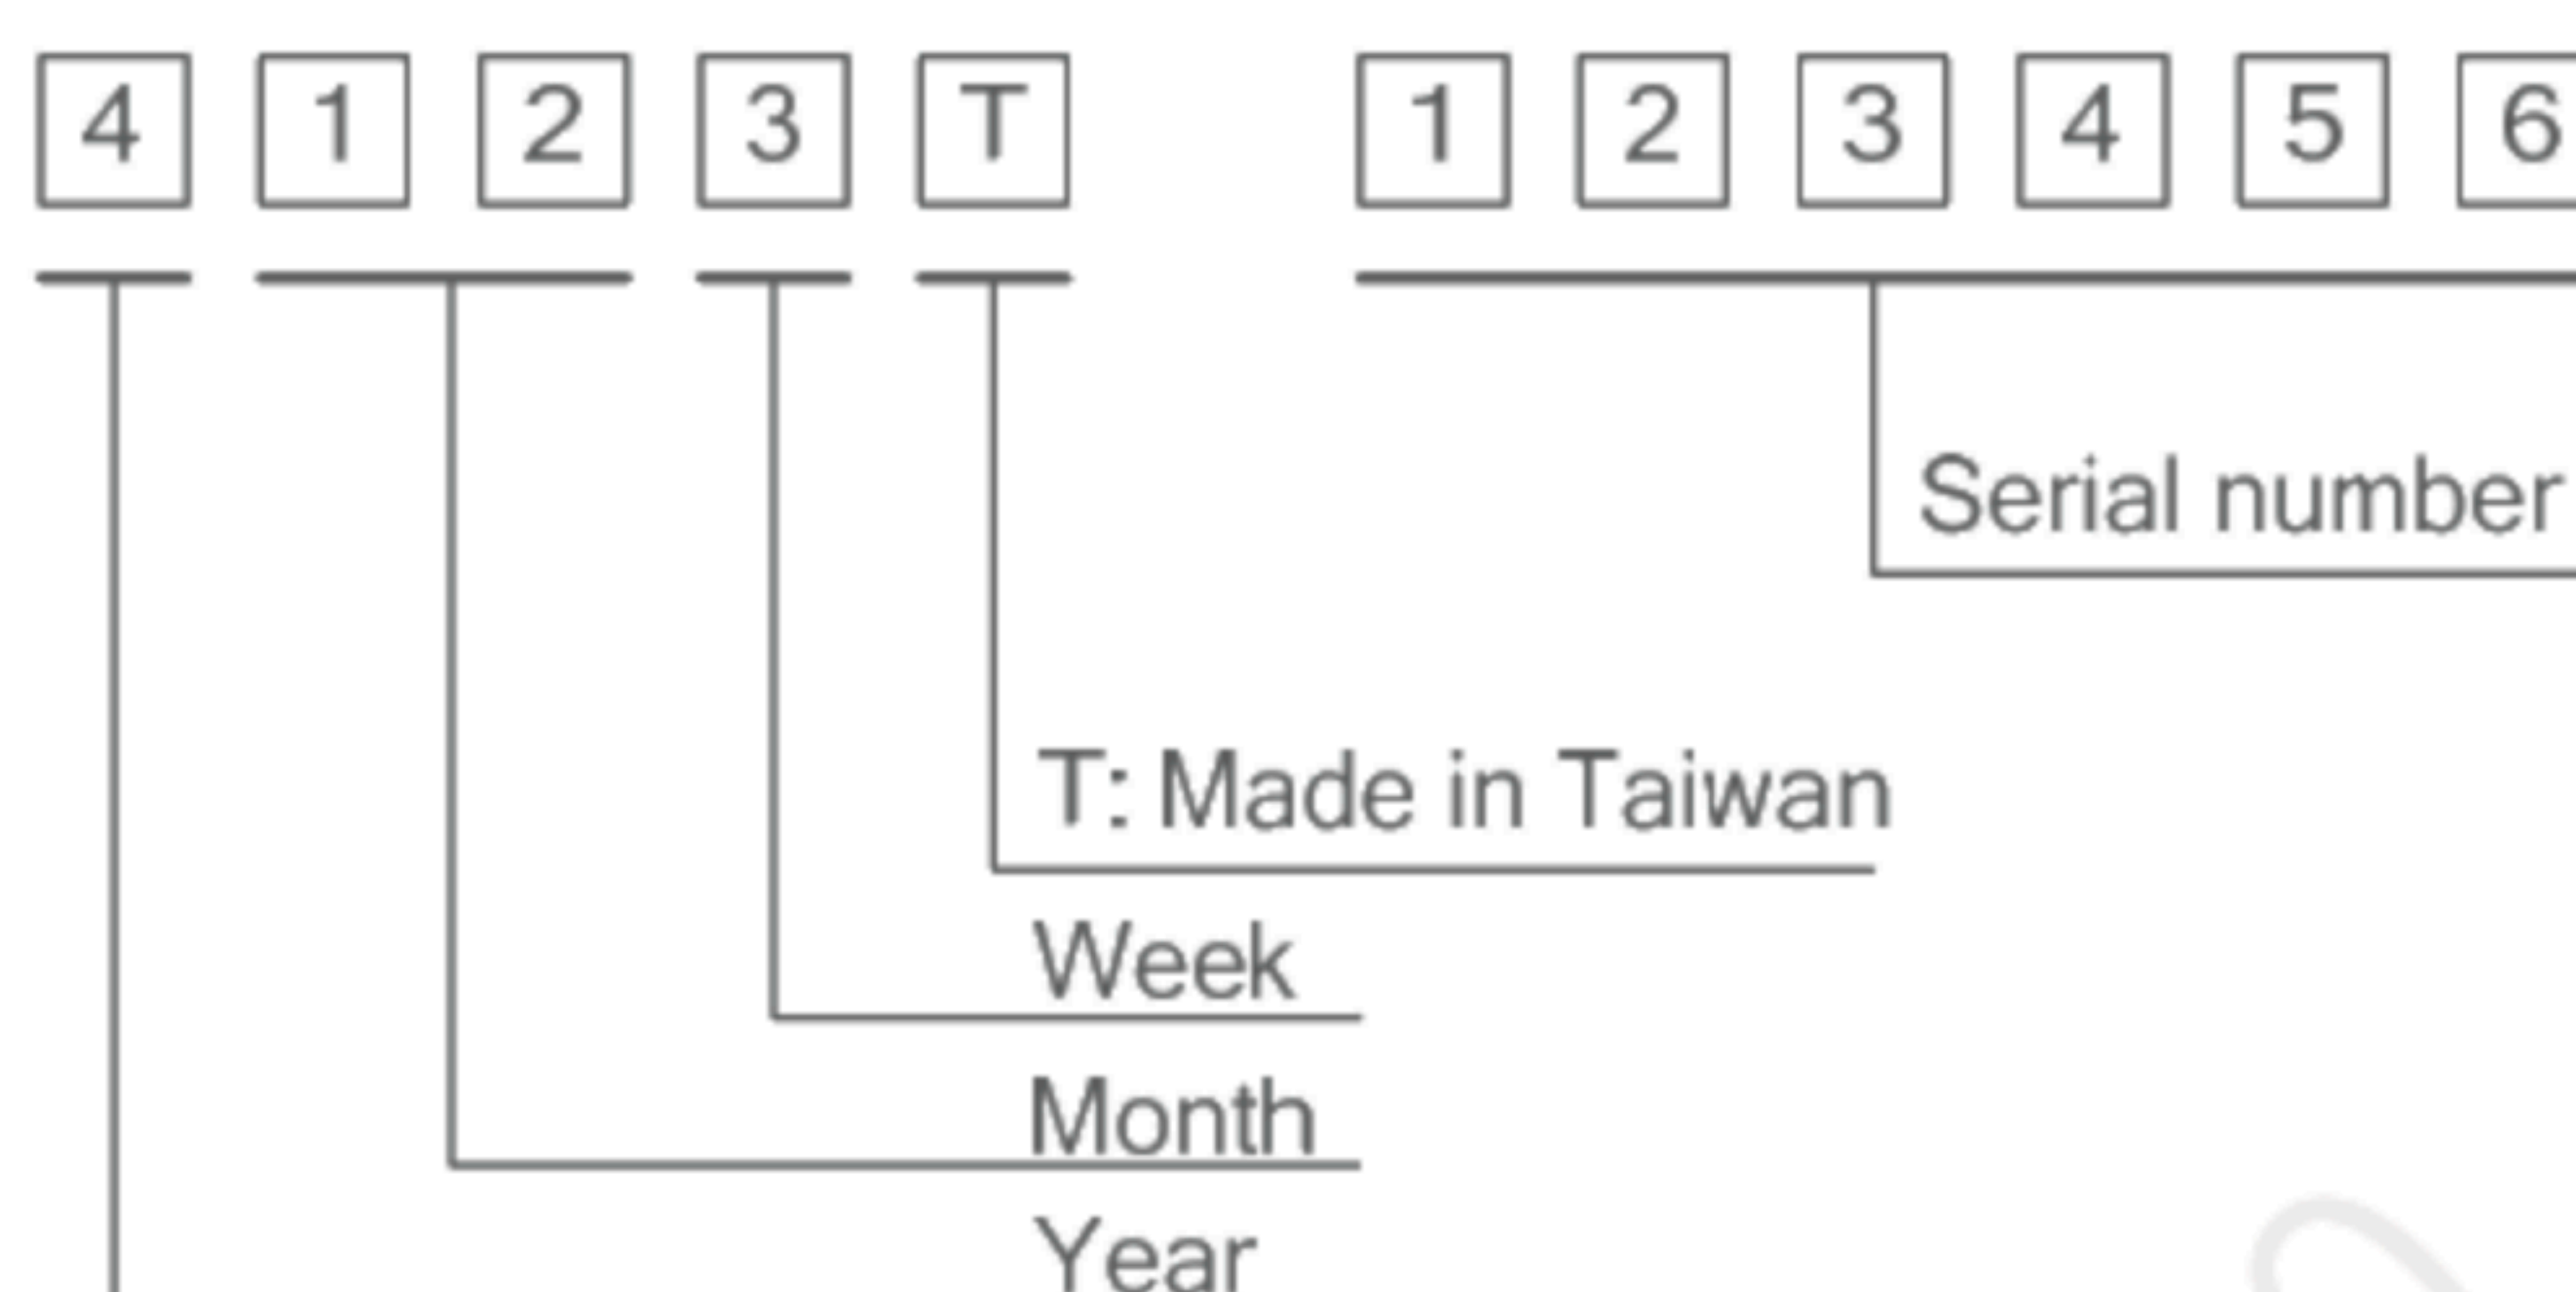 4 1 2 3 T 1 2 3 4 5 6
Serial number
T: Made in Taiwan
Week
Month
Year